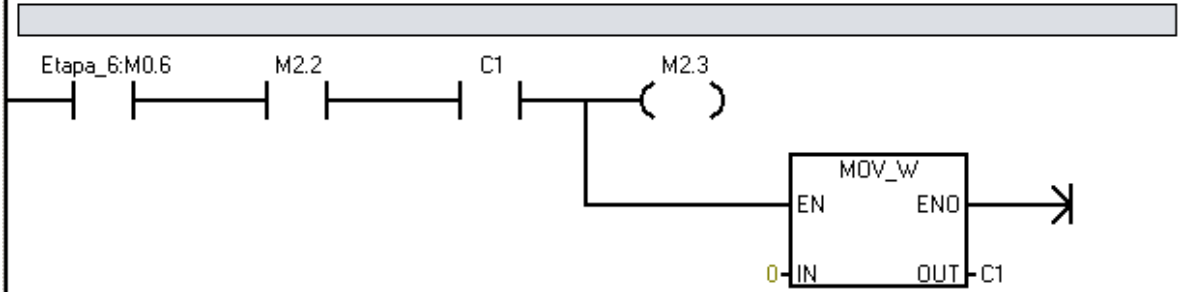 Etapa_6:M0.6 M2.2 C1 M2.3
MOV_W
EN ENO
0 IN OUT C1